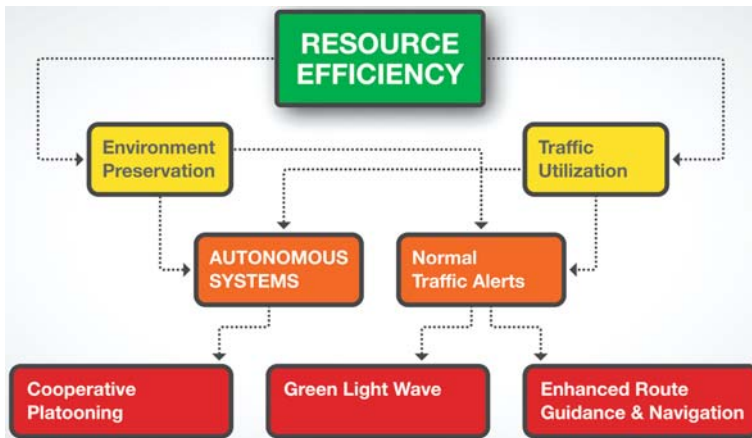 RESOURCE
EFFICIENCY
Environment
Preservation
Traffic
Utilization
AUTONOMOUS
SYSTEMS
Normal
Traffic Alerts
Cooperative
Platooning
Green Light Wave
Enhanced Route
Guidance & Navigation